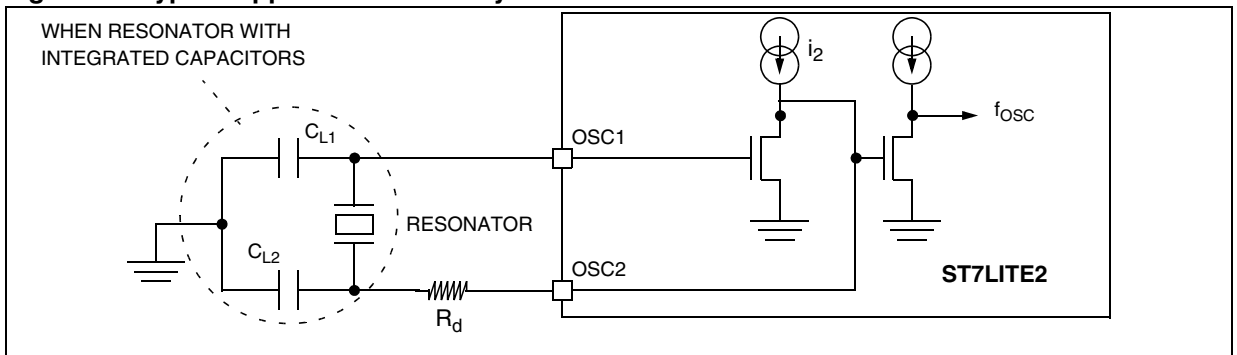 WHEN RESONATOR WITH
INTEGRATED CAPACITORS
i2
fOSC
CL1
OSC1
RESONATOR
CL2
OSC2
ST7LITE2
Rd